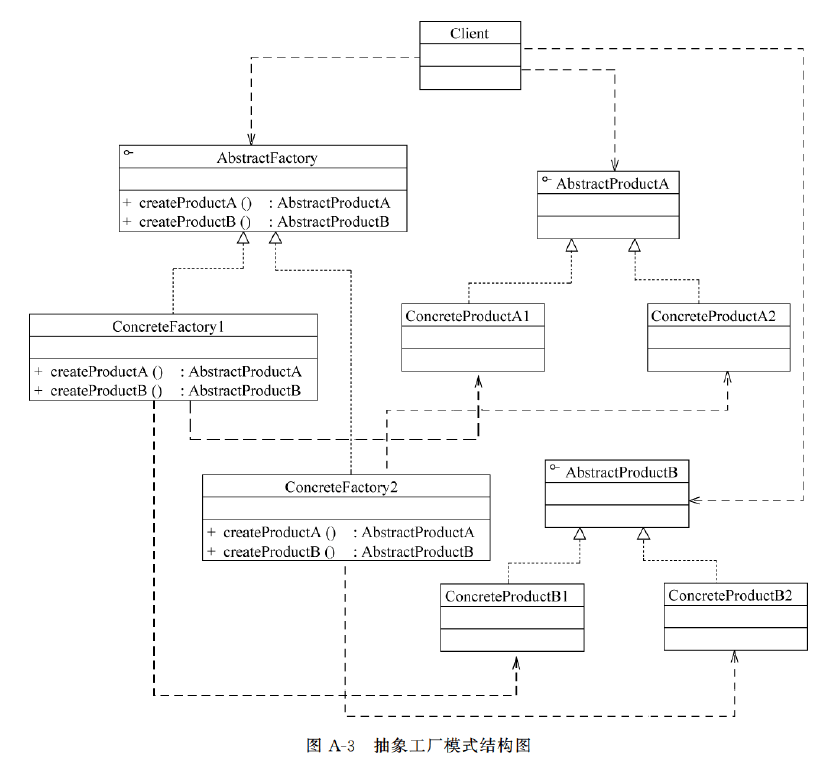 Client
AbstractFactory
+ createProductA () : AbstractProductA
+ createProductB () : AbstractProductB
AbstractProductA
ConcreteFactory1
+ createProductA () : AbstractProductA
+ createProductB () : AbstractProductB
ConcreteProductA1
ConcreteProductA2
ConcreteFactory2
+ createProductA () : AbstractProductA
+ createProductB () : AbstractProductB
AbstractProductB
ConcreteProductB1
ConcreteProductB2
图 A-3 抽象工厂模式结构图